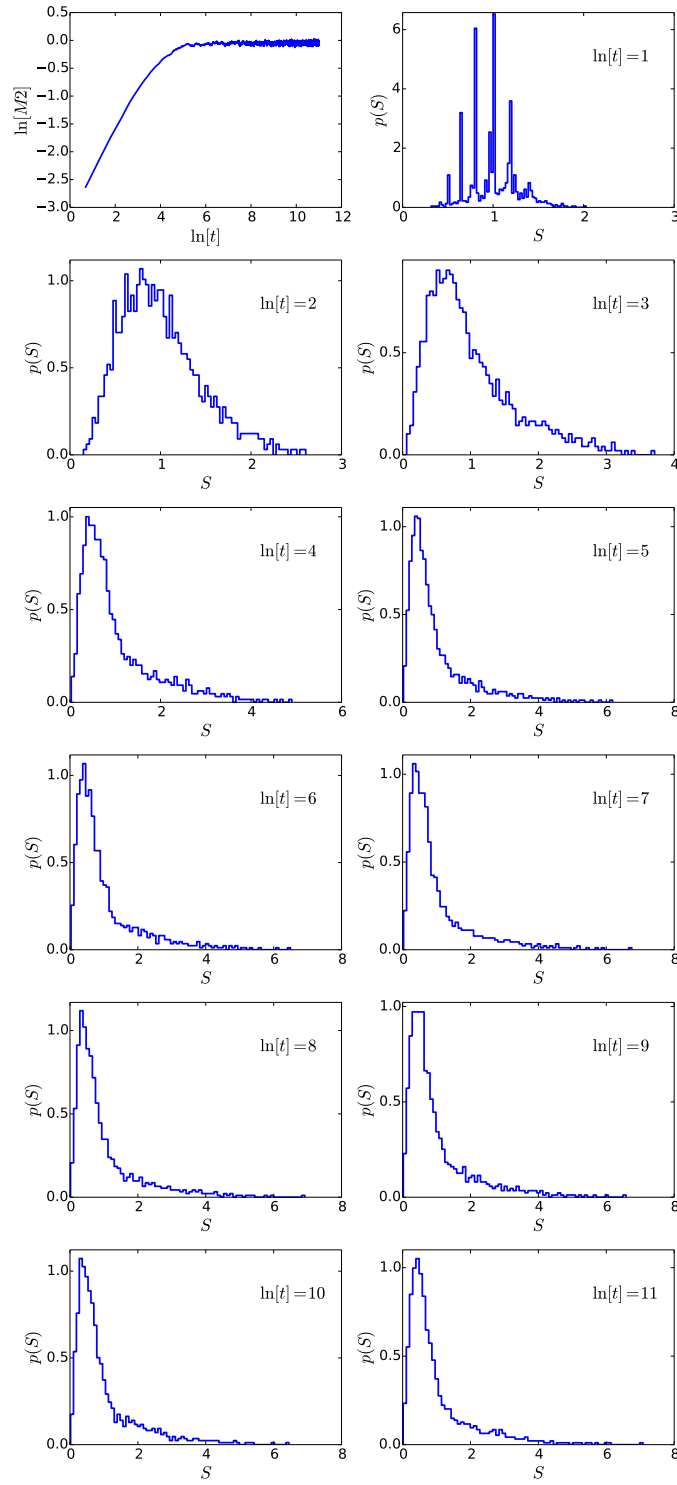 0.5
0.0
−0.5
−1.0
−1.5
−2.0
−2.5
−3.0
ln[M2]
0 2 4 6 8 10 12
ln[t]
6
4
2
0
p(S)
ln[t]=1
0 1 2 3
S
1.0
0.5
0.0
p(S)
ln[t]=2
0 1 2 3
S
0.5
0.0
p(S)
ln[t]=3
0 1 2 3 4
S
1.0
0.5
0.0
p(S)
ln[t]=4
0 2 4 6
S
1.0
0.5
0.0
p(S)
ln[t]=5
0 2 4 6 8
S
1.0
0.5
0.0
p(S)
ln[t]=6
0 2 4 6 8
S
1.0
0.5
0.0
p(S)
ln[t]=7
0 2 4 6 8
S
1.0
0.5
0.0
p(S)
ln[t]=8
0 2 4 6 8
S
1.0
0.5
0.0
p(S)
ln[t]=9
0 2 4 6 8
S
1.0
0.5
0.0
p(S)
ln[t]=10
0 2 4 6 8
S
1.0
0.5
0.0
p(S)
ln[t]=11
0 2 4 6 8
S